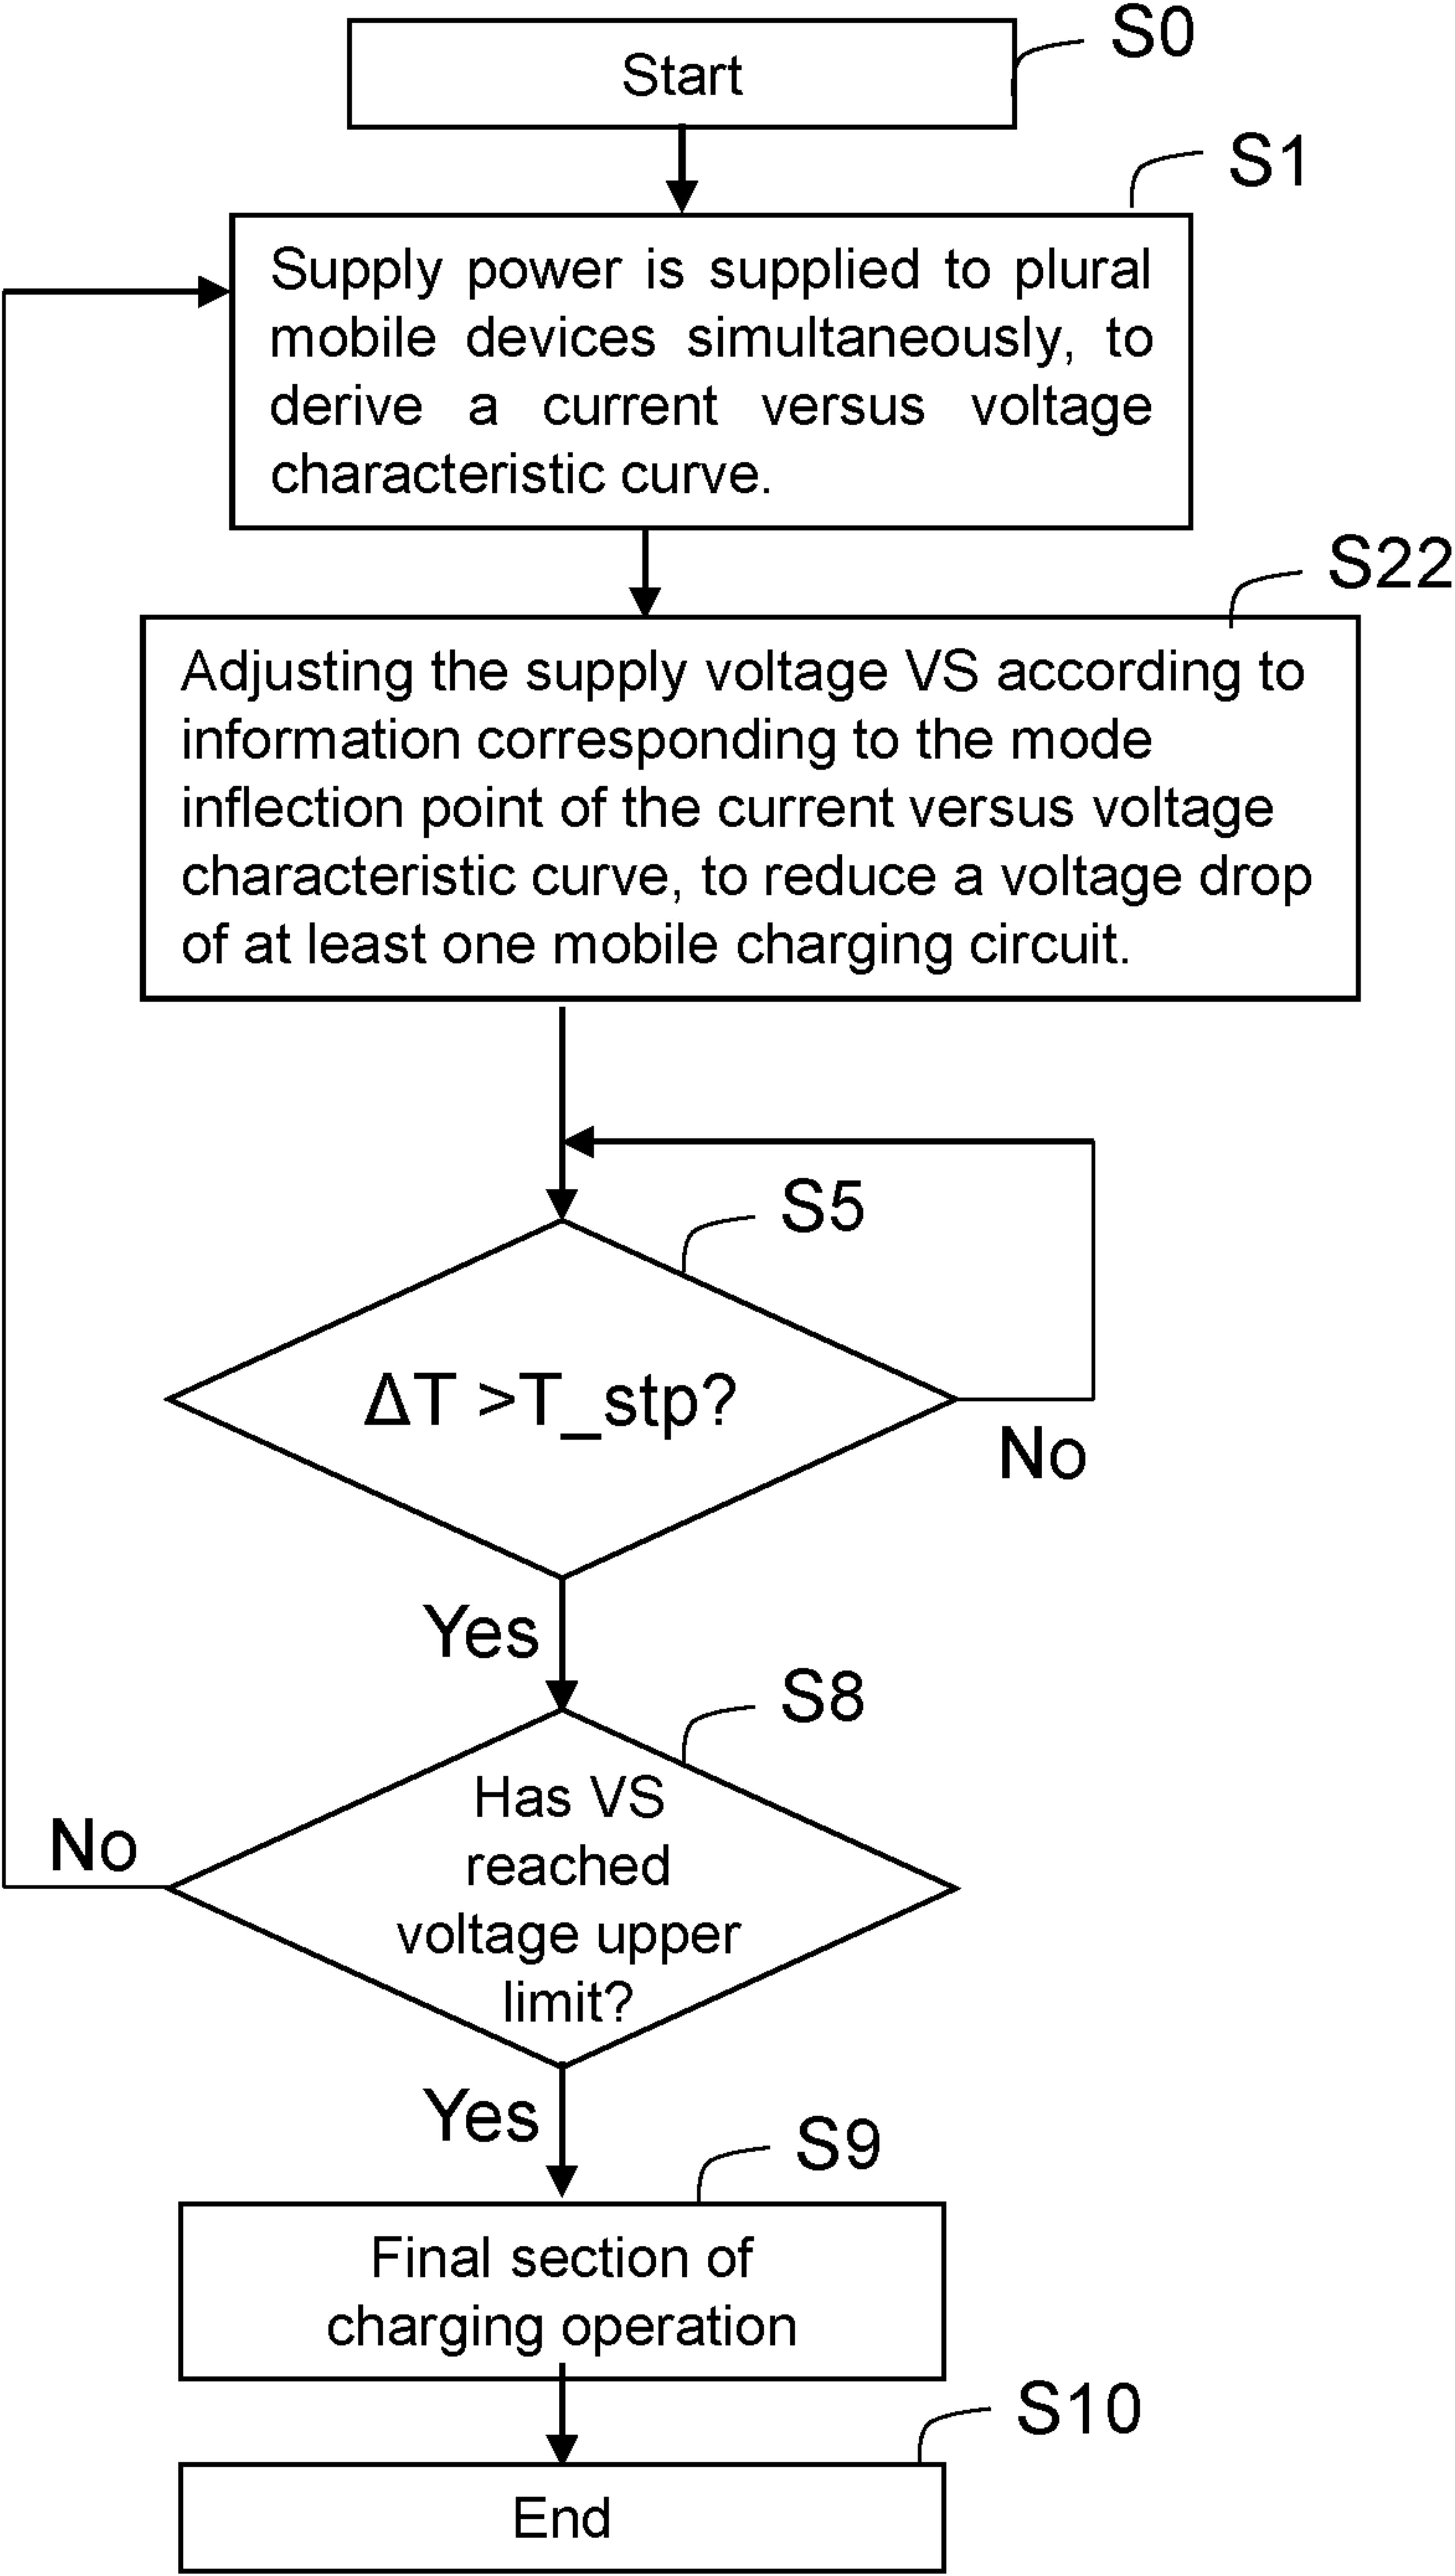 S0
Start
S1
Supply power is supplied to plural
mobile devices simultaneously, to
derive a current versus voltage
characteristic curve.
S22
Adjusting the supply voltage VS according to
information corresponding to the mode
inflection point of the current versus voltage
characteristic curve, to reduce a voltage drop
of at least one mobile charging circuit.
S5
ΔT >T_stp?
No
Yes
S8
Has VS
reached
voltage upper
limit?
No
Yes
S9
Final section of
charging operation
S10
End